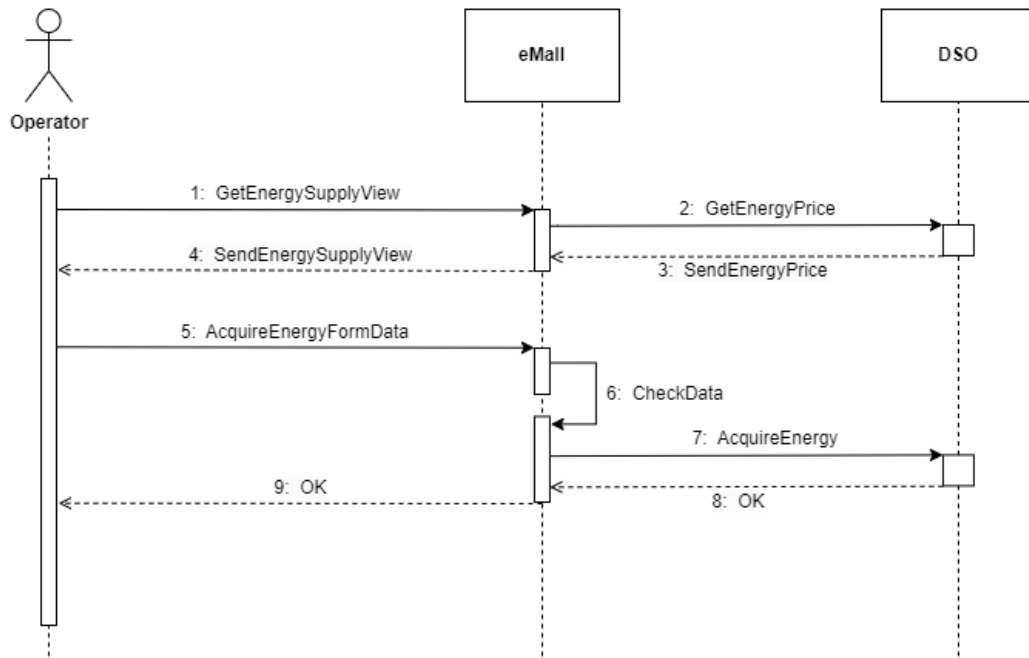 eMall
DSO
Operator
1: GetEnergySupplyView
2: GetEnergyPrice
4: SendEnergySupplyView
3: SendEnergyPrice
5: AcquireEnergyFormData
6: CheckData
7: AcquireEnergy
9: OK
8: OK